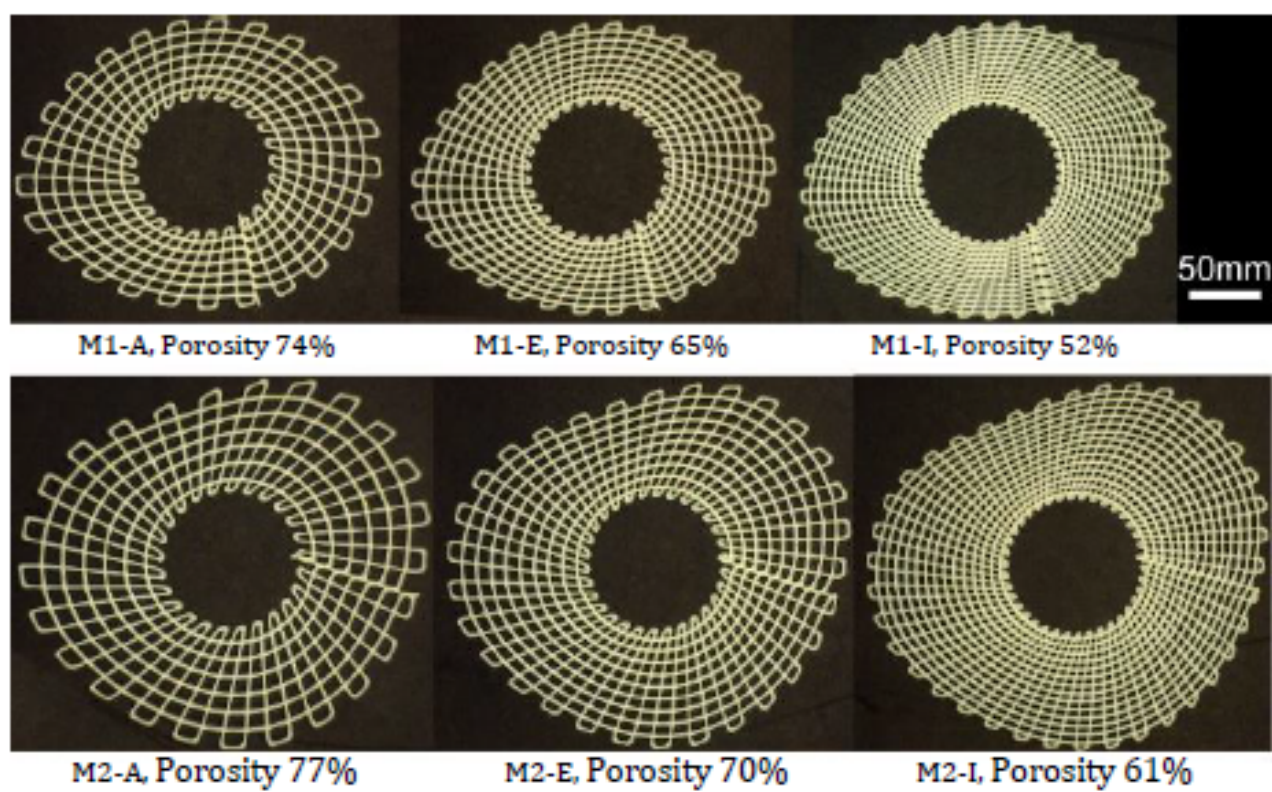 50mm
M1-A, Porosity 74%
M1-E, Porosity 65%
M1-I, Porosity 52%
M2-A, Porosity 77%
M2-E, Porosity 70%
M2-I, Porosity 61%